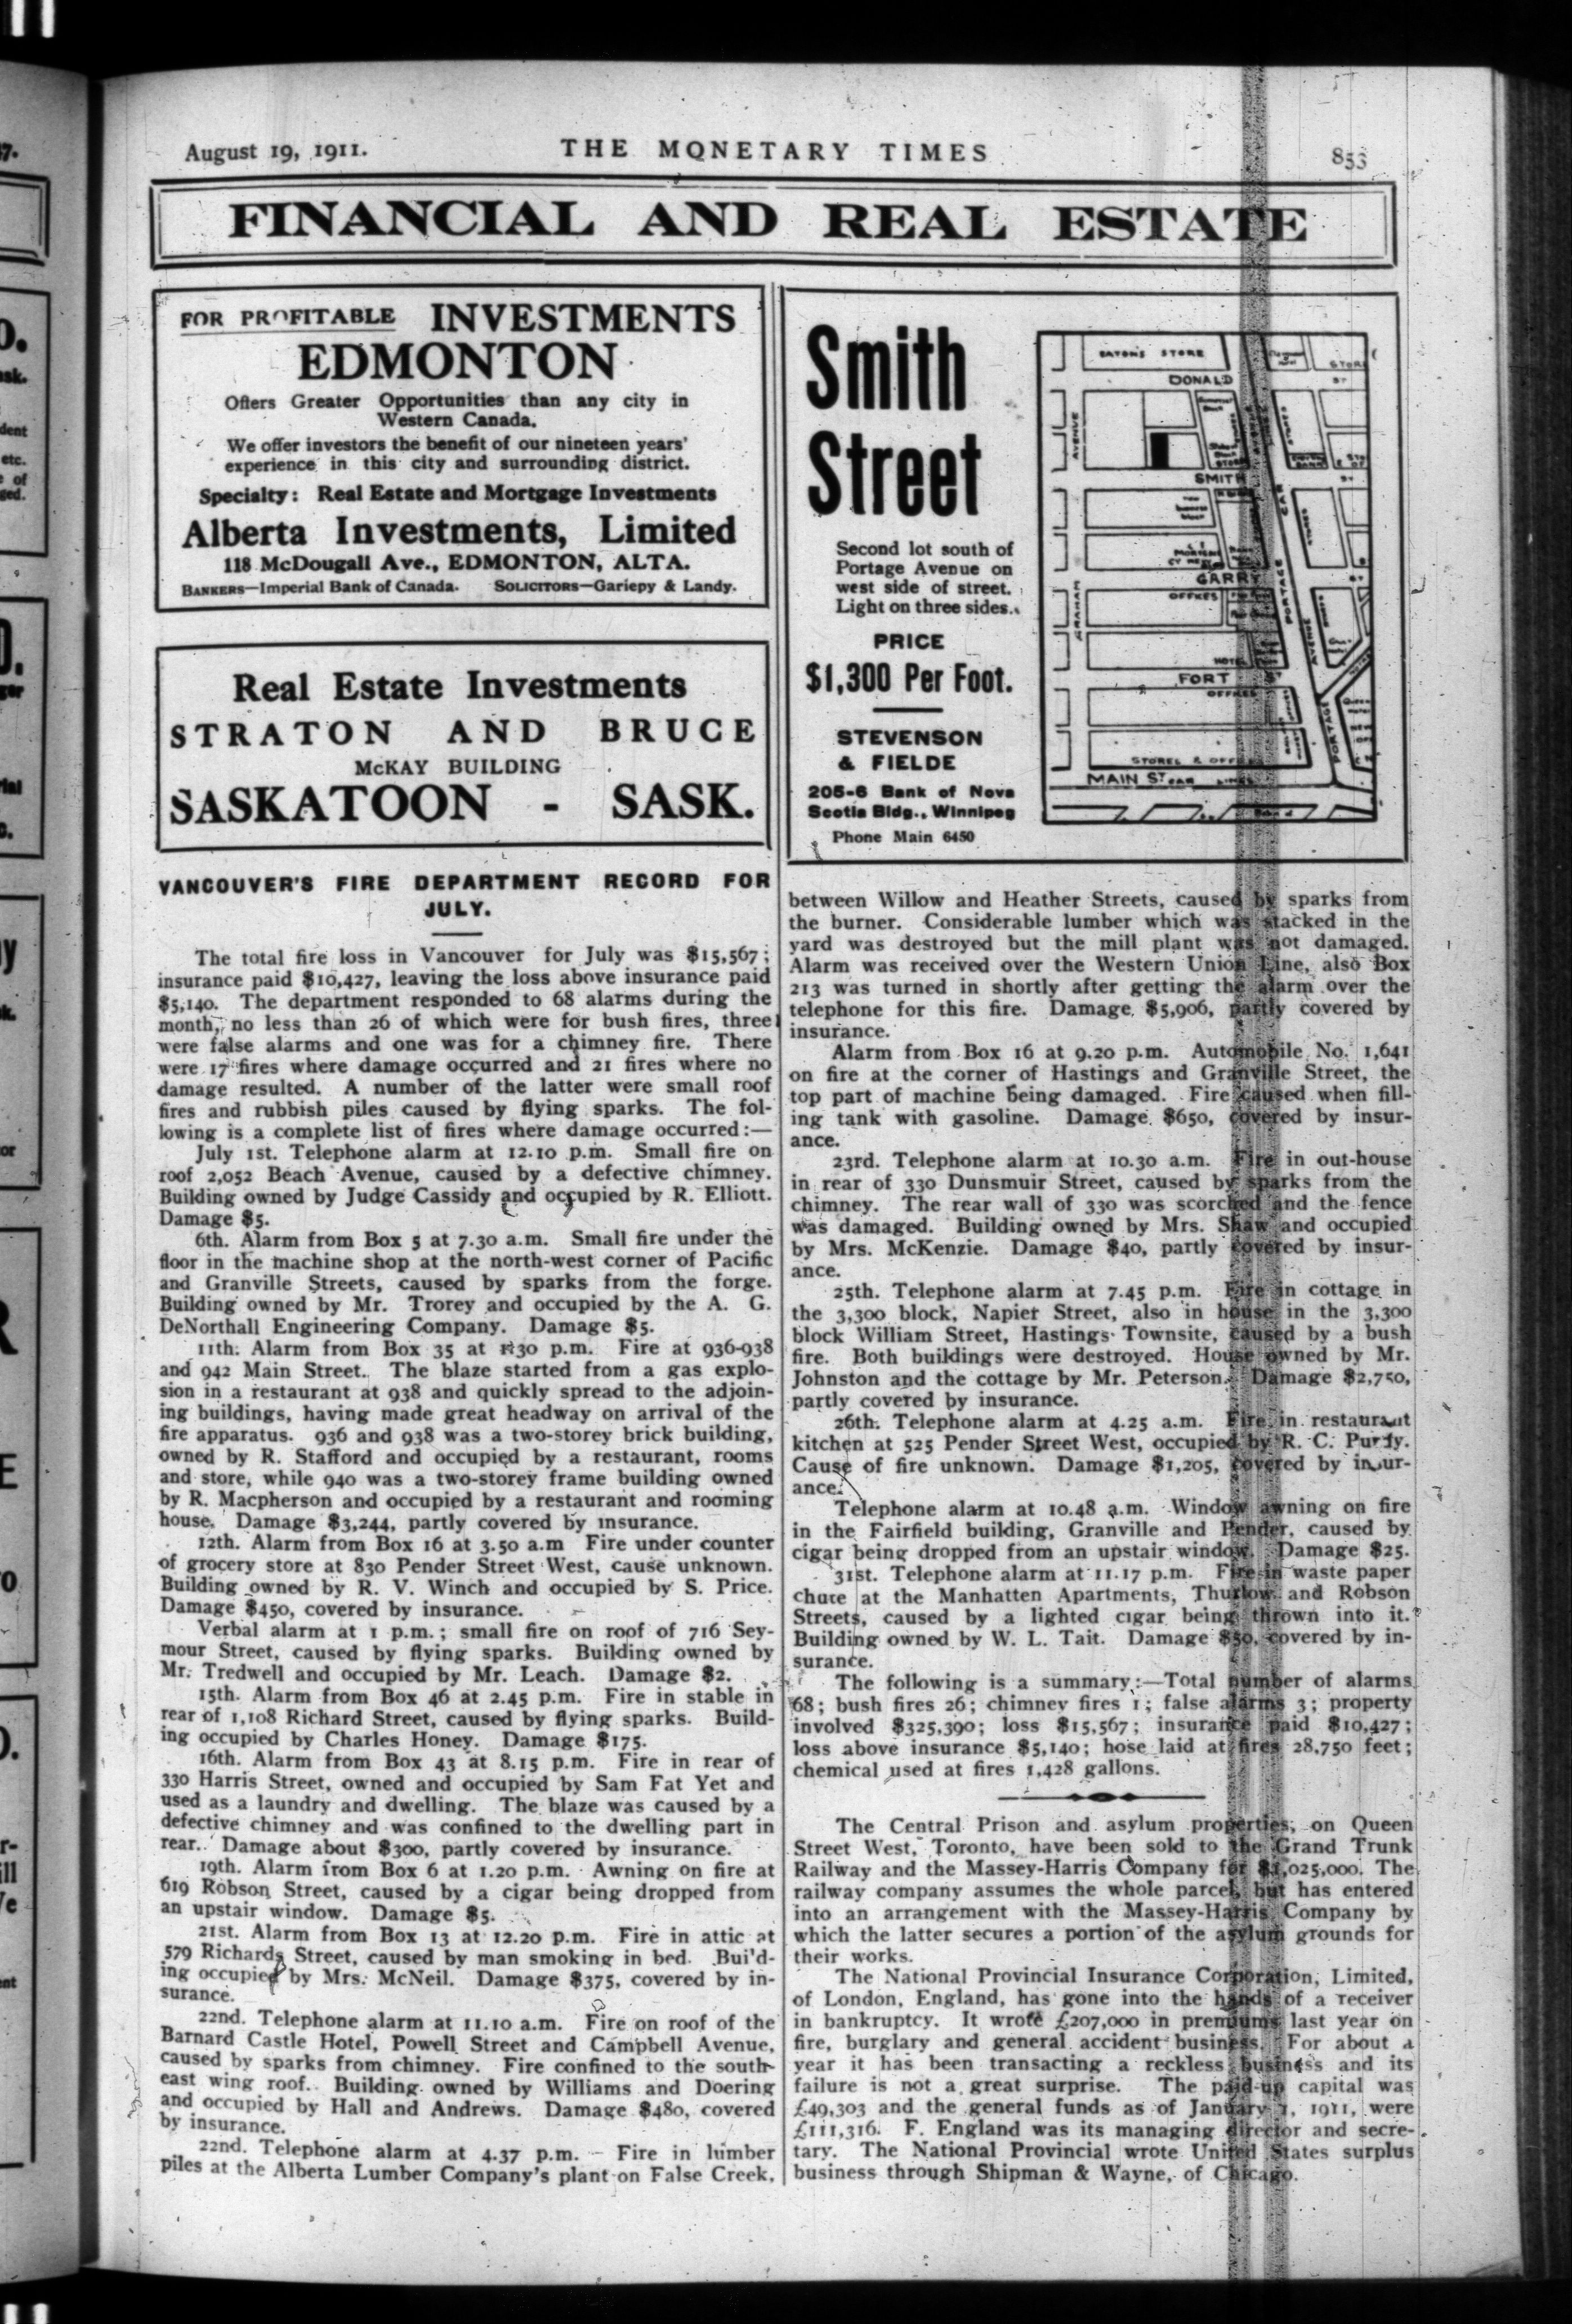 August 19, 1911.
THE MONETARY TIMES
853
FINANCIAL AND REAL ESTATE
FOR PROFITABLE INVESTMENTS
EDMONTON
Offers Greater Opportunities than any city in
Western Canada.
We offer investors the benefit of our nineteen years'
experience in this city and surrounding district.
Specialty: Real Estate and Mortgage Investments
Alberta Investments, Limited
118 McDougall Ave., EDMONTON, ALTA.
BANKERS—Imperial Bank of Canada. SOLICITORS—Gariepy & Landy.
Real Estate Investments
STRATON AND BRUCE
McKAY BUILDING
SASKATOON - SASK.
Smith
Street
Second lot south of
Portage Avenue on
west side of street.
Light on three sides.
PRICE
$1,300 Per Foot.
STEVENSON
& FIELDE
205-6 Bank of Nova
Scotia Bldg., Winnipeg
Phone Main 6450
EATON'S STORE
DONALD
ST
AVENUE
SMITH
GARRY
OFFICES
GRAHAM
PORTAGE
AVENUE
HOTEL
FORT ST
OFFICES
PORTAGE
STORES & OFFICES
MAIN ST. CAR LINES
VANCOUVER'S FIRE DEPARTMENT RECORD FOR
JULY.
The total fire loss in Vancouver for July was $15,567;
insurance paid $10,427, leaving the loss above insurance paid
$5,140. The department responded to 68 alarms during the
month, no less than 26 of which were for bush fires, three
were false alarms and one was for a chimney fire. There
were 17 fires where damage occurred and 21 fires where no
damage resulted. A number of the latter were small roof
fires and rubbish piles caused by flying sparks. The fol-
lowing is a complete list of fires where damage occurred:—
July 1st. Telephone alarm at 12.10 p.m. Small fire on
roof 2,052 Beach Avenue, caused by a defective chimney.
Building owned by Judge Cassidy and occupied by R. Elliott.
Damage $5.
6th. Alarm from Box 5 at 7.30 a.m. Small fire under the
floor in the machine shop at the north-west corner of Pacific
and Granville Streets, caused by sparks from the forge.
Building owned by Mr. Trorey and occupied by the A. G.
DeNorthall Engineering Company. Damage $5.
11th. Alarm from Box 35 at p.m. Fire at 936-938
and 942 Main Street. The blaze started from a gas explo-
sion in a restaurant at 938 and quickly spread to the adjoin-
ing buildings, having made great headway on arrival of the
fire apparatus. 936 and 938 was a two-storey brick building,
owned by R. Stafford and occupied by a restaurant, rooms
and store, while 940 was a two-storey frame building owned
by R. Macpherson and occupied by a restaurant and rooming
house. Damage $3,244, partly covered by insurance.
12th. Alarm from Box 16 at 3.50 a.m Fire under counter
of grocery store at 830 Pender Street West, cause unknown.
Building owned by R. V. Winch and occupied by S. Price.
Damage $450, covered by insurance.
Verbal alarm at 1 p.m.; small fire on roof of 716 Sey-
mour Street, caused by flying sparks. Building owned by
Mr. Tredwell and occupied by Mr. Leach. Damage $2.
15th. Alarm from Box 46 at 2.45 p.m. Fire in stable in
rear of 1,108 Richard Street, caused by flying sparks. Build-
ing occupied by Charles Honey. Damage $175.
16th. Alarm from Box 43 at 8.15 p.m. Fire in rear of
330 Harris Street, owned and occupied by Sam Fat Yet and
used as a laundry and dwelling. The blaze was caused by a
defective chimney and was confined to the dwelling part in
rear. Damage about $300, partly covered by insurance.
19th. Alarm from Box 6 at 1.20 p.m. Awning on fire at
619 Robson Street, caused by a cigar being dropped from
an upstair window. Damage $5.
21st. Alarm from Box 13 at 12.20 p.m. Fire in attic at
579 Richards Street, caused by man smoking in bed. Build-
ing occupied by Mrs. McNeil. Damage $375, covered by in-
surance.
22nd. Telephone alarm at 11.10 a.m. Fire on roof of the
Barnard Castle Hotel, Powell Street and Campbell Avenue,
caused by sparks from chimney. Fire confined to the south-
east wing roof. Building owned by Williams and Doering
and occupied by Hall and Andrews. Damage $480, covered
by insurance.
22nd. Telephone alarm at 4.37 p.m. — Fire in lumber
piles at the Alberta Lumber Company's plant on False Creek,
between Willow and Heather Streets, caused by sparks from
the burner. Considerable lumber which was stacked in the
yard was destroyed but the mill plant was not damaged.
Alarm was received over the Western Union Line, also Box
213 was turned in shortly after getting the alarm over the
telephone for this fire. Damage $5,906, partly covered by
insurance.
Alarm from Box 16 at 9.20 p.m. Automobile No. 1,641
on fire at the corner of Hastings and Granville Street, the
top part of machine being damaged. Fire caused when fill-
ing tank with gasoline. Damage $650, covered by insur-
ance.
23rd. Telephone alarm at 10.30 a.m. Fire in out-house
in rear of 330 Dunsmuir Street, caused by sparks from the
chimney. The rear wall of 330 was scorched and the fence
was damaged. Building owned by Mrs. Shaw and occupied
by Mrs. McKenzie. Damage $40, partly covered by insur-
ance.
25th. Telephone alarm at 7.45 p.m. Fire in cottage in
the 3,300 block, Napier Street, also in house in the 3,300
block William Street, Hastings Townsite, caused by a bush
fire. Both buildings were destroyed. House owned by Mr.
Johnston and the cottage by Mr. Peterson. Damage $2,750,
partly covered by insurance.
26th. Telephone alarm at 4.25 a.m. Fire in restaurant
kitchen at 525 Pender Street West, occupied by R. C. Purdy.
Cause of fire unknown. Damage $1,205, covered by insur-
ance.
Telephone alarm at 10.48 a.m. Window awning on fire
in the Fairfield building, Granville and Pender, caused by
cigar being dropped from an upstair window. Damage $25.
31st. Telephone alarm at 11.17 p.m. Fire in waste paper
chute at the Manhatten Apartments, Thurlow and Robson
Streets, caused by a lighted cigar being thrown into it.
Building owned by W. L. Tait. Damage $50, covered by in-
surance.
The following is a summary:—Total number of alarms
68; bush fires 26; chimney fires 1; false alarms 3; property
involved $325,390; loss $15,567; insurance paid $10,427;
loss above insurance $5,140; hose laid at fires 28,750 feet;
chemical used at fires 1,428 gallons.
The Central Prison and asylum properties, on Queen
Street West, Toronto, have been sold to the Grand Trunk
Railway and the Massey-Harris Company for $1,025,000. The
railway company assumes the whole parcel, but has entered
into an arrangement with the Massey-Harris Company by
which the latter secures a portion of the asylum grounds for
their works.
The National Provincial Insurance Corporation, Limited,
of London, England, has gone into the hands of a receiver
in bankruptcy. It wrote £207,000 in premiums last year on
fire, burglary and general accident business. For about a
year it has been transacting a reckless business and its
failure is not a great surprise. The paid-up capital was
£49,303 and the general funds as of January 1, 1911, were
£111,316. F. England was its managing director and secre-
tary. The National Provincial wrote United States surplus
business through Shipman & Wayne, of Chicago.